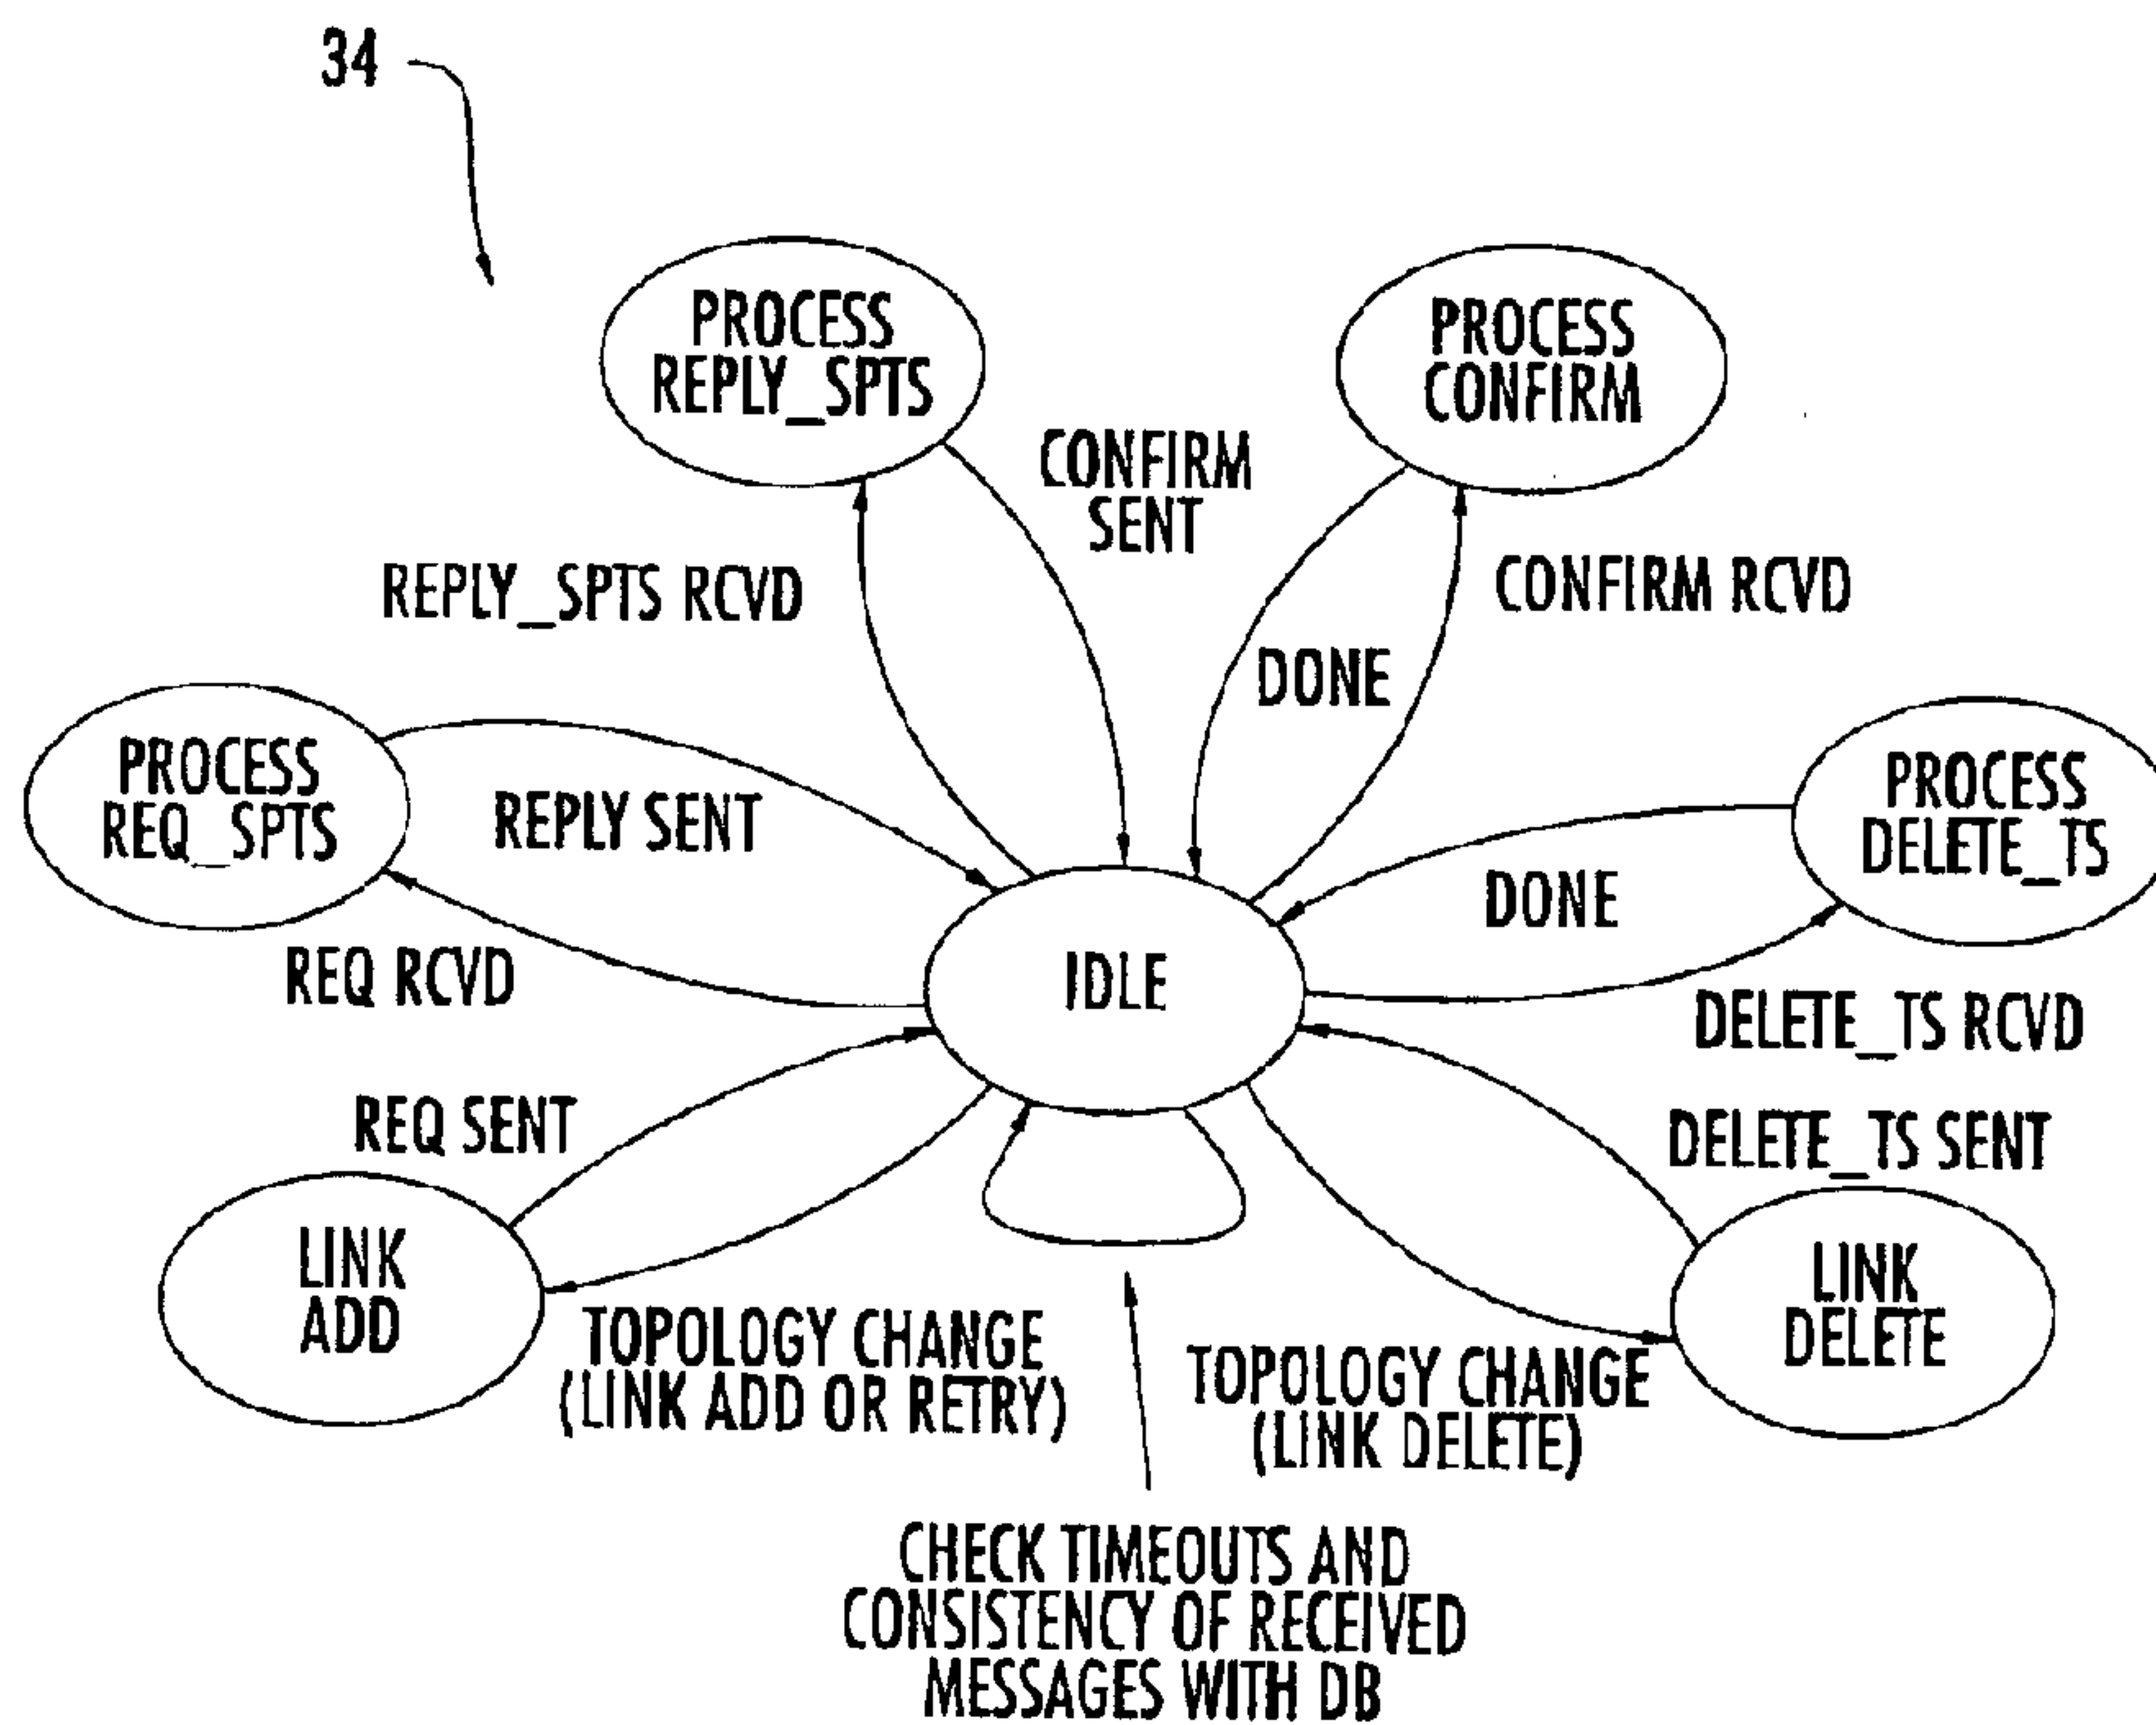 34
PROCESS
REPLY_SPTS
PROCESS
CONFIRM
CONFIRM
SENT
REPLY_SPTS RCVD
CONFIRM RCVD
DONE
PROCESS
REQ_SPTS
REPLY SENT
PROCESS
DELETE_TS
DONE
REQ RCVD
IDLE
DELETE_TS RCVD
REQ SENT
DELETE_TS SENT
LINK
ADD
LINK
DELETE
TOPOLOGY CHANGE
(LINK ADD OR RETRY)
TOPOLOGY CHANGE
(LINK DELETE)
CHECK TIMEOUTS AND
CONSISTENCY OF RECEIVED
MESSAGES WITH DB